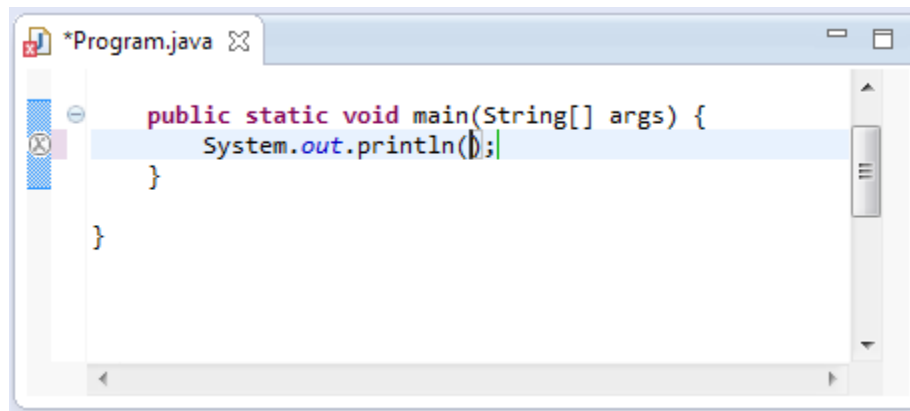 *Program.java
public static void main(String[] args) {
System.out.println();
}
}